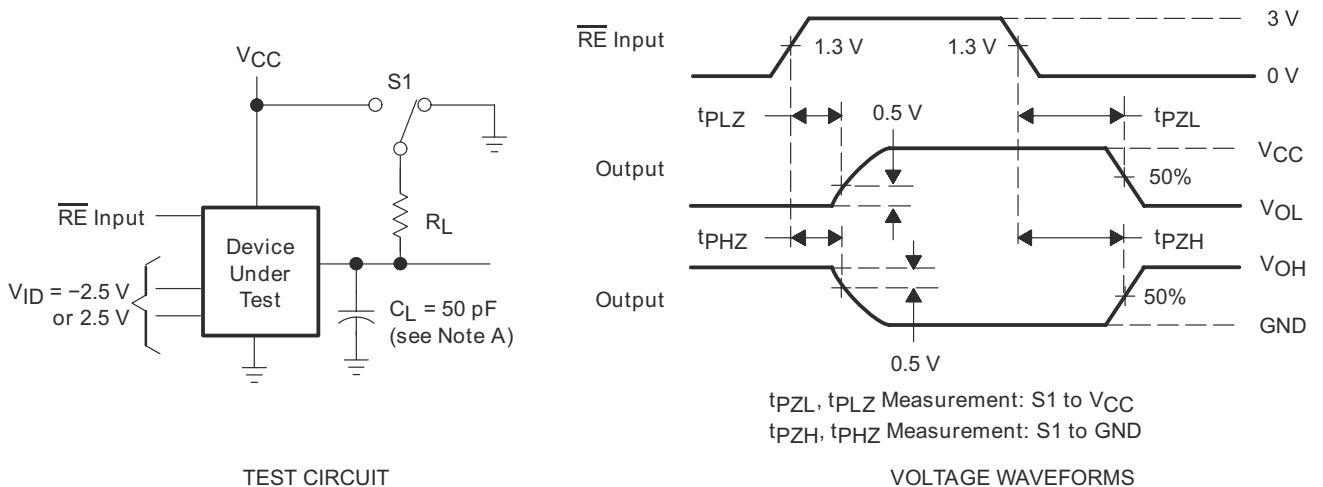 VCC
S1
RE Input
Device
Under
Test
VID = −2.5 V
or 2.5 V
RL
CL = 50 pF
(see Note A)
TEST CIRCUIT
RE Input
1.3 V
1.3 V
3 V
0 V
tPLZ
0.5 V
tPZL
Output
VCC
50%
VOL
tPHZ
tPZH
Output
VOH
50%
GND
0.5 V
tPZL, tPLZ Measurement: S1 to VCC
tPZH, tPHZ Measurement: S1 to GND
VOLTAGE WAVEFORMS